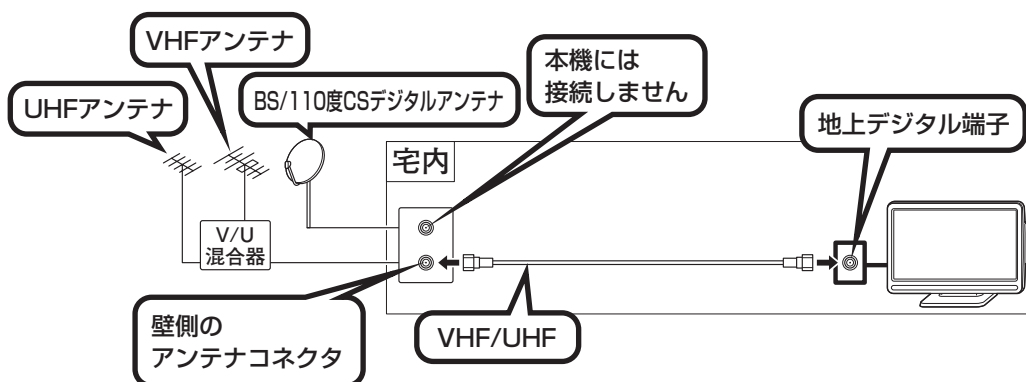 VHFアンテナ
UHFアンテナ
BS/110度CSデジタルアンテナ
本機には
接続しません
地上デジタル端子
宅内
V/U
混合器
壁側の
アンテナコネクタ
VHF/UHF